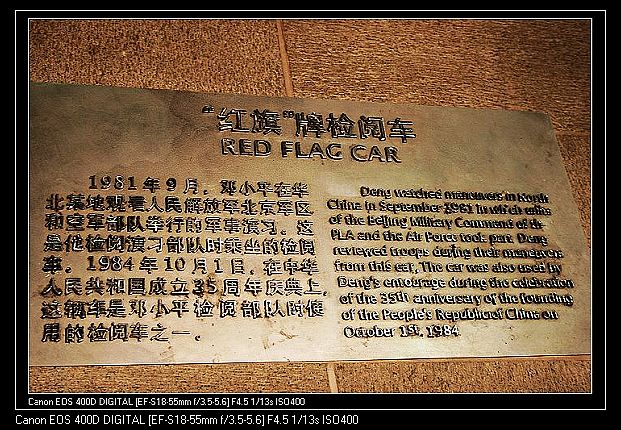 “红旗”牌检阅车
RED FLAG CAR
1981年9月，邓小平在华
北某地观看人民解放军北京军区
和空军部队举行的军事演习。这
是他检阅演习部队时乘坐的检阅
车。1984年10月1日，在中华
人民共和国成立35周年庆典上，
这辆车是邓小平检阅部队时使
用的检阅车之一。
Deng watched maneuvers in North
China in September 1981 in which units
of the Beijing Military Command of the
PLA and the Air Force took part. Deng
reviewed troops during their maneuvers
from this car. The car was also used by
Deng's entourage during the celebration
of the 35th anniversary of the founding
of the People's Republic of China on
October 1st, 1984.
Canon EOS 400D DIGITAL [EF-S18-55mm f/3.5-5.6] F4.5 1/13s ISO400
Canon EOS 400D DIGITAL [EF-S18-55mm f/3.5-5.6] F4.5 1/13s ISO400